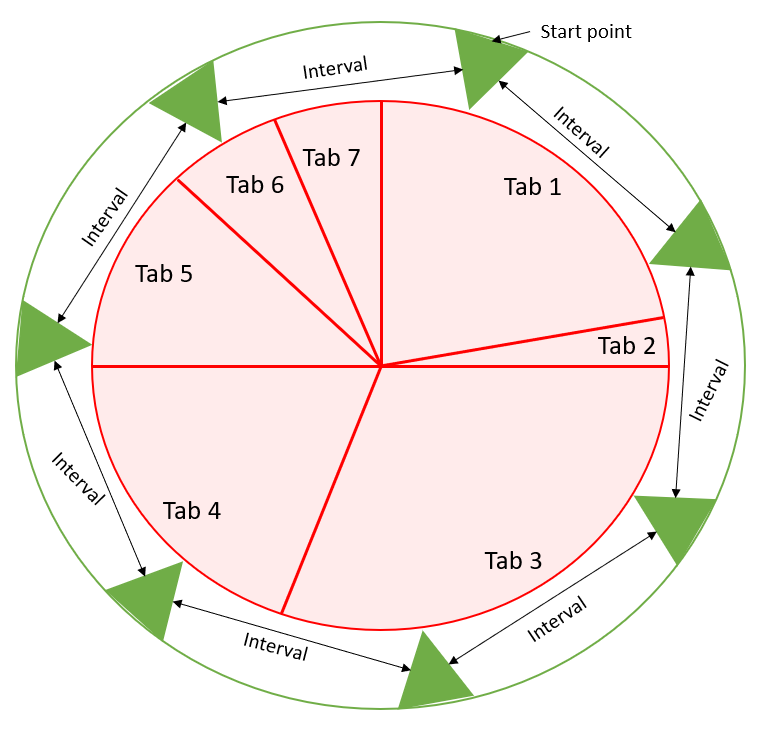 Start point
Interval
Interval
Tab 7
Tab 6
Tab 1
Interval
Tab 5
Tab 2
Interval
Interval
Tab 4
Tab 3
Interval
Interval